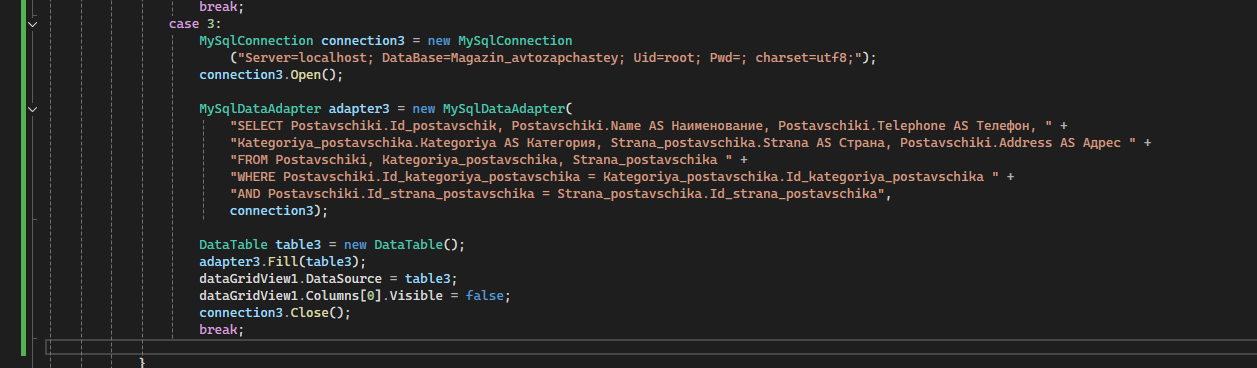 break;
case 3:
MySqlConnection connection3 = new MySqlConnection
("Server=localhost; DataBase=Magazin_avtozapchastey; Uid=root; Pwd=; charset=utf8;");
connection3.Open();
MySqlDataAdapter adapter3 = new MySqlDataAdapter(
"SELECT Postavschiki.Id_postavschik, Postavschiki.Name AS Наименование, Postavschiki.Telephone AS Телефон, " +
"Kategoriya_postavschika.Kategoriya AS Категория, Strana_postavschika.Strana AS Страна, Postavschiki.Address AS Адрес " +
"FROM Postavschiki, Kategoriya_postavschika, Strana_postavschika " +
"WHERE Postavschiki.Id_kategoriya_postavschika = Kategoriya_postavschika.Id_kategoriya_postavschika " +
"AND Postavschiki.Id_strana_postavschika = Strana_postavschika.Id_strana_postavschika",
connection3);
DataTable table3 = new DataTable();
adapter3.Fill(table3);
dataGridView1.DataSource = table3;
dataGridView1.Columns[0].Visible = false;
connection3.Close();
break;
}